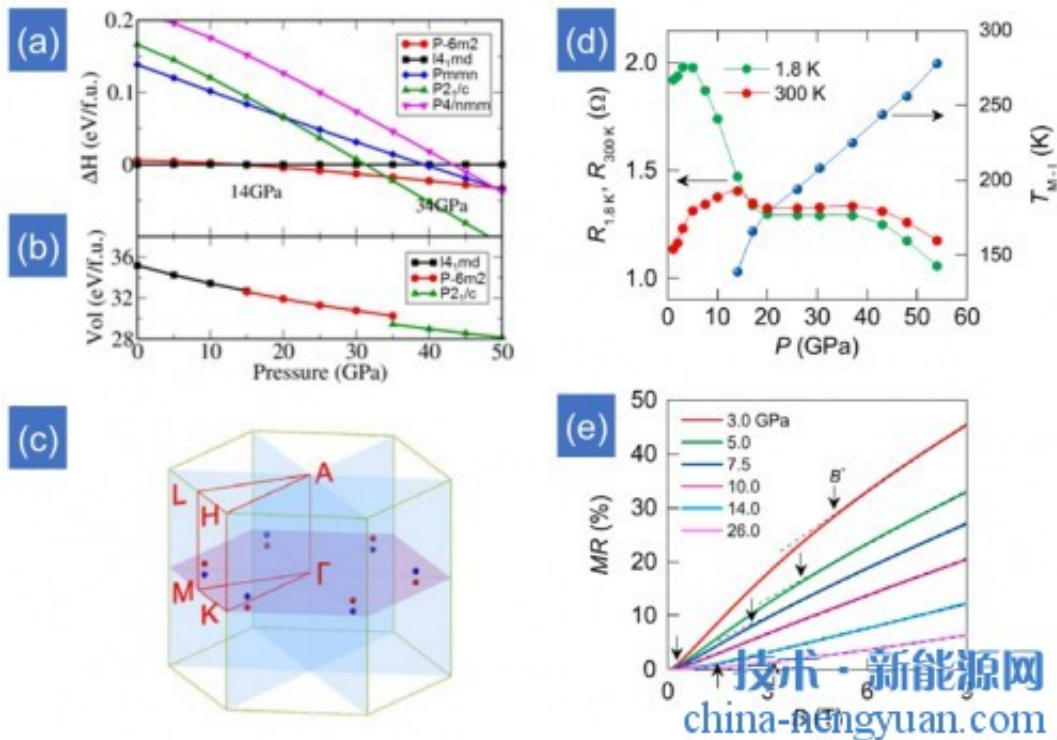 (a)
0.2
0.1
0
ΔH (eV/f.u.)
P-6m2
I4₁md
Pmmn
P2₁/c
P4/nmm
14GPa
34GPa
(b)
36
32
28
Vol (eV/f.u.)
I4₁md
P-6m2
P2₁/c
0 10 20 30 40 50
Pressure (GPa)
(c)
A
L
H
Γ
M
K
(d)
2.0
1.5
1.0
R1.8 K, R300 K (Ω)
1.8 K
300 K
300
250
200
150
TM-I (K)
0 10 20 30 40 50 60
P (GPa)
(e)
50
40
30
20
10
0
MR (%)
3.0 GPa
5.0
7.5
10.0
14.0
26.0
B*
0 3 6 9
B (T)
技术·新能源网
china-nengyuan.com